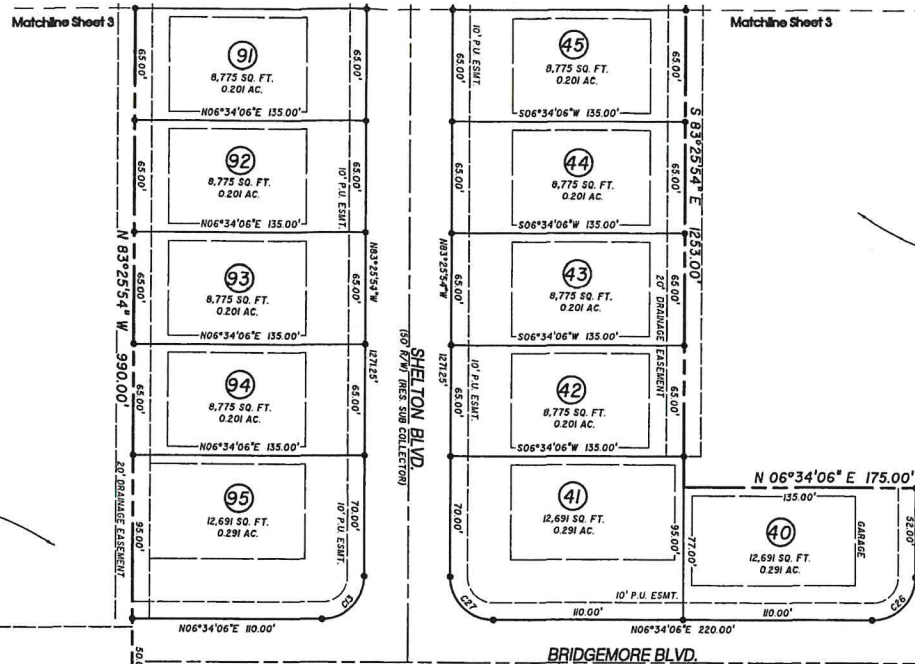 Matchline Sheet 3
Matchline Sheet 3
91
8,775 SQ. FT.
0.201 AC.
65.00'
65.00'
N06°34'06"E 135.00'
92
8,775 SQ. FT.
0.201 AC.
65.00'
65.00'
10' P.U. ESMT.
N06°34'06"E 135.00'
93
8,775 SQ. FT.
0.201 AC.
65.00'
65.00'
N06°34'06"E 135.00'
94
8,775 SQ. FT.
0.201 AC.
65.00'
65.00'
N06°34'06"E 135.00'
95
12,691 SQ. FT.
0.291 AC.
95.00'
70.00'
10' P.U. ESMT.
20' DRAINAGE EASEMENT
N 83°25'54" W 990.00'
N83°25'54"W
1271.25'
C13
N06°34'06"E 110.00'
SHELTON BLVD.
(50' R/W) (RES. SUB COLLECTOR)
45
8,775 SQ. FT.
0.201 AC.
10' P.U. ESMT.
65.00'
65.00'
S06°34'06"W 135.00'
44
8,775 SQ. FT.
0.201 AC.
65.00'
65.00'
S06°34'06"W 135.00'
43
8,775 SQ. FT.
0.201 AC.
65.00'
65.00'
S06°34'06"W 135.00'
42
8,775 SQ. FT.
0.201 AC.
65.00'
65.00'
10' P.U. ESMT.
S06°34'06"W 135.00'
41
12,691 SQ. FT.
0.291 AC.
70.00'
95.00'
N83°25'54"W
1271.25'
S 83°25'54" E 1253.00'
20' DRAINAGE EASEMENT
N 06°34'06" E 175.00'
135.00'
40
12,691 SQ. FT.
0.291 AC.
GARAGE
77.00'
52.00'
10' P.U. ESMT.
C27
110.00'
110.00'
C26
N06°34'06"E 220.00'
BRIDGEMORE BLVD.